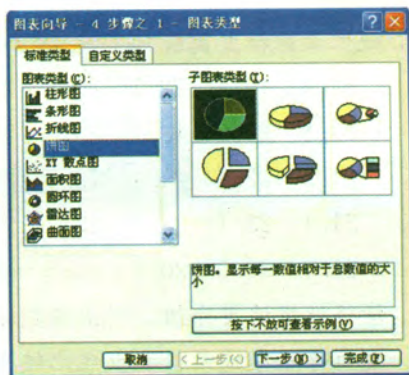 图表向导 - 4 步骤之 1 - 图表类型
标准类型 自定义类型
图表类型(C): 子图表类型(T):
柱形图
条形图
折线图
饼图
XY 散点图
面积图
圆环图
雷达图
曲面图
饼图。显示每一数值相对于总数值的大
小
按下不放可查看示例(V)
取消 <上一步(B) 下一步(N)> 完成(F)